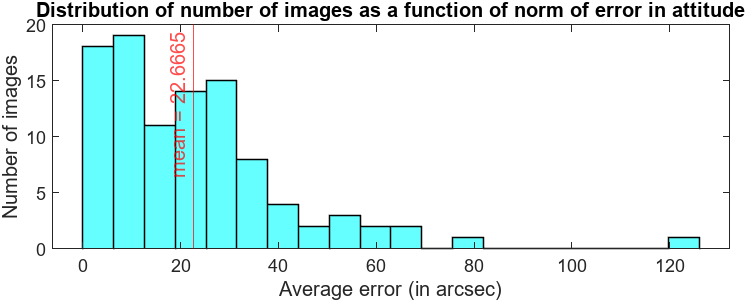 Distribution of number of images as a function of norm of error in attitude
20
15
10
5
0
Number of images
mean = 22.6665
0 20 40 60 80 100 120
Average error (in arcsec)